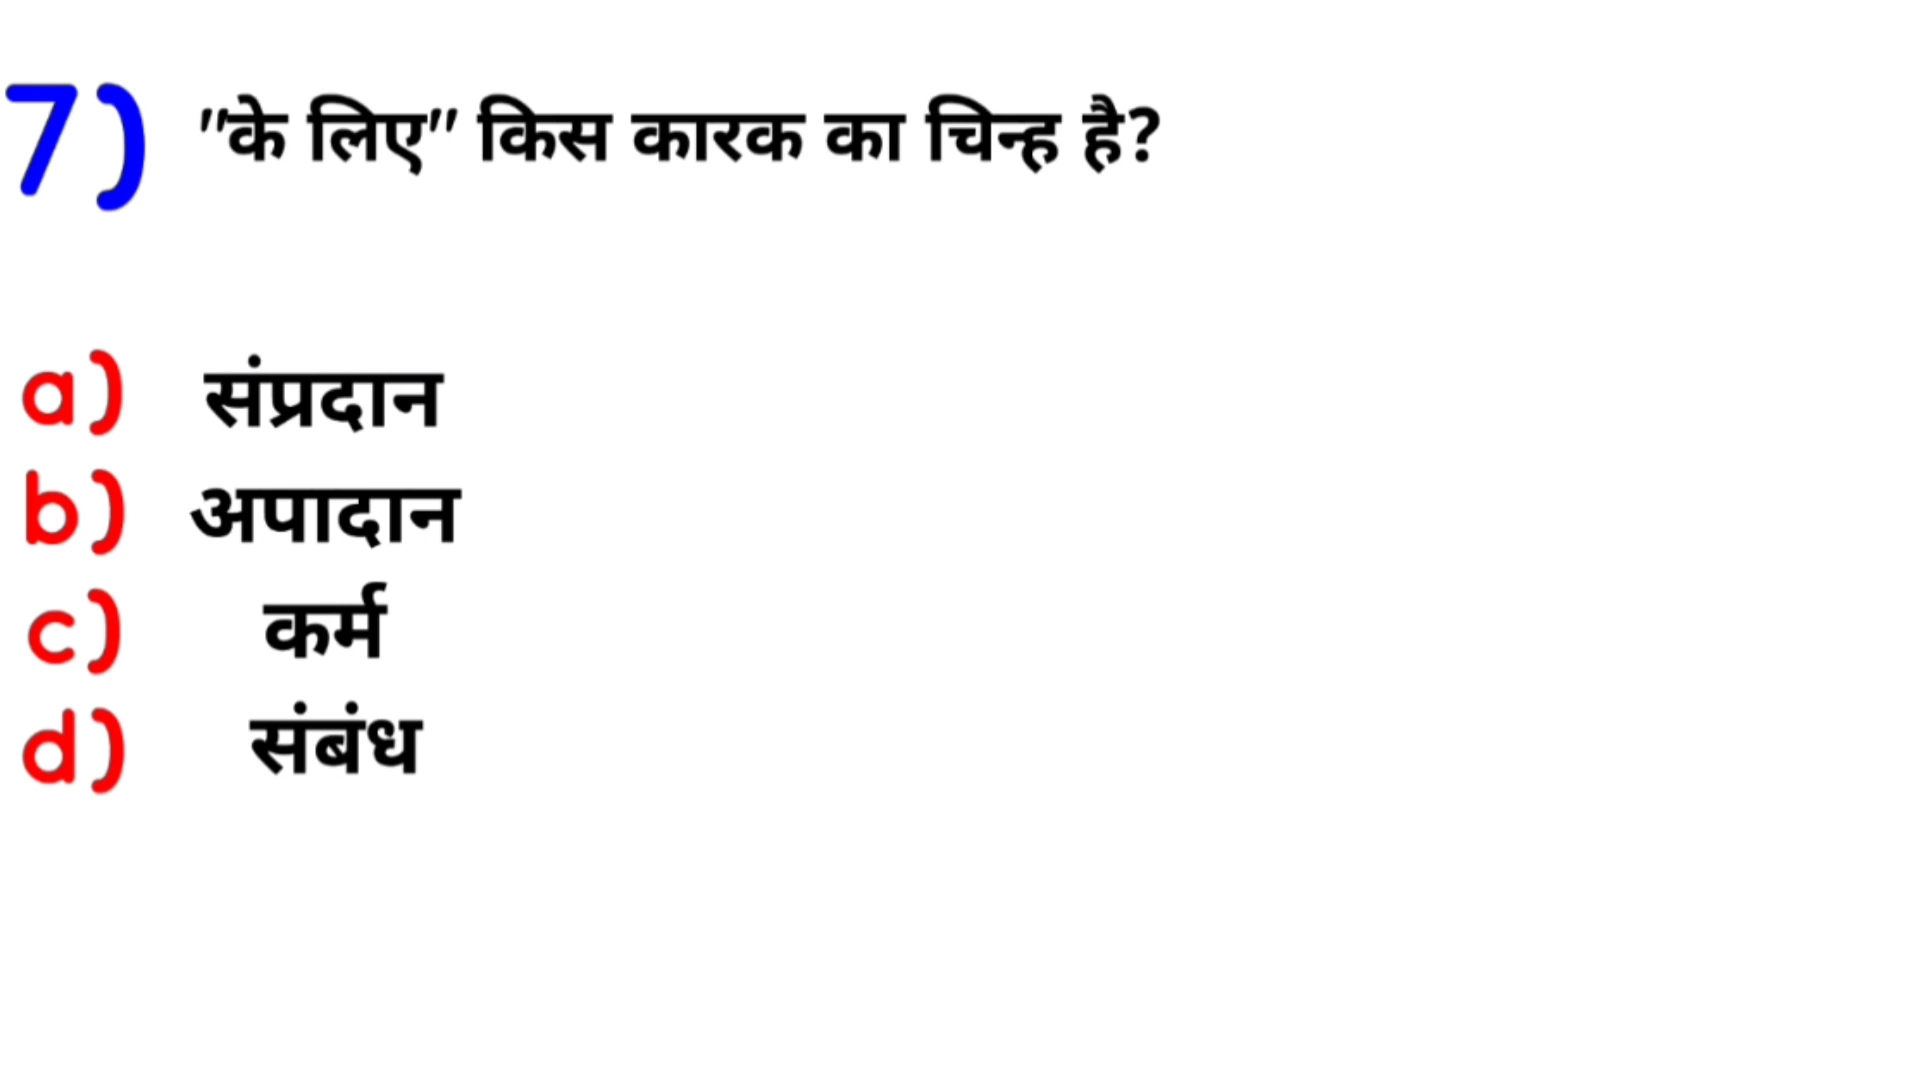 7) "के लिए" किस कारक का चिन्ह है?
a) संप्रदान
b) अपादान
c) कर्म
d) संबंध